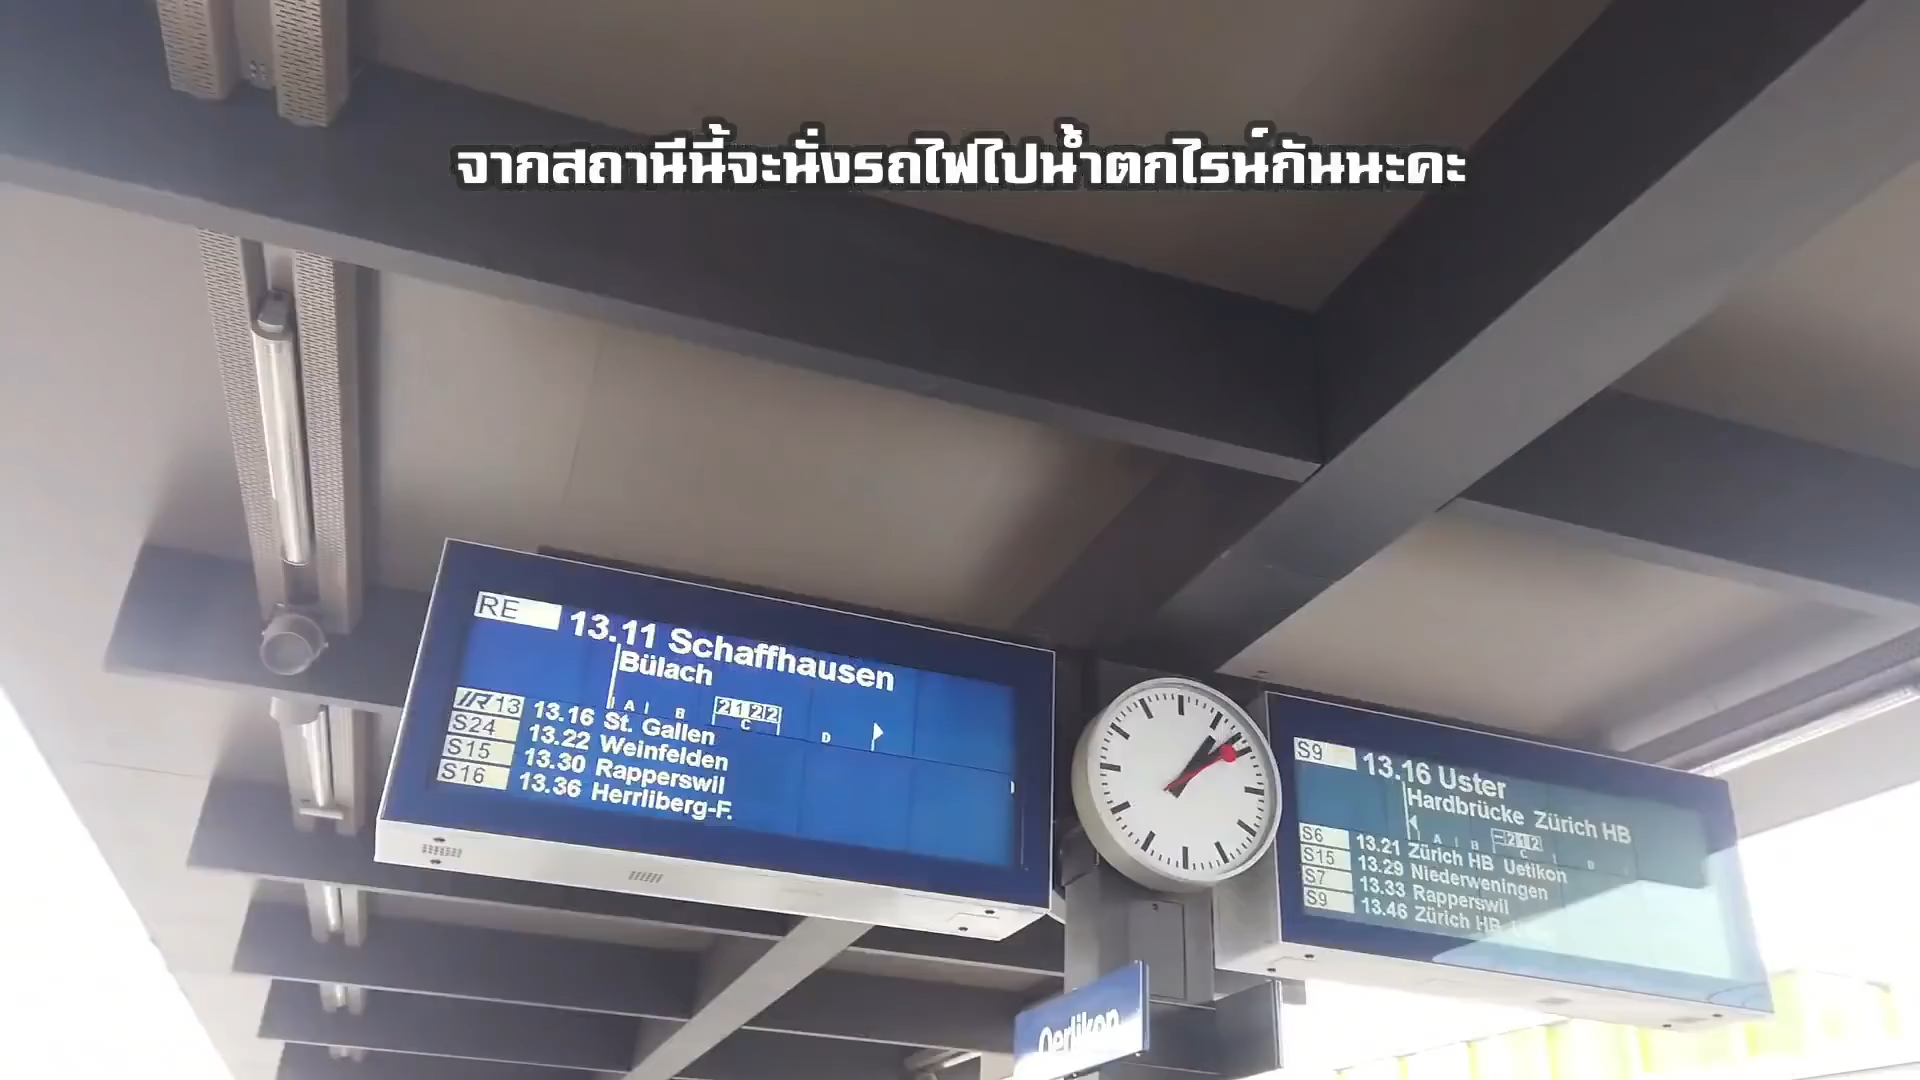 จากสถานีนี้จะนั่งรถไฟไปน้ำตกไรน์กันนะคะ
RE 13.11 Schaffhausen
Bülach
A B 2122 C D
IR 13 13.16 St. Gallen
S24 13.22 Weinfelden
S15 13.30 Rapperswil
S16 13.36 Herrliberg-F.
S9 13.16 Uster
Hardbrücke Zürich HB
A B 212 C D
S6 13.21 Zürich HB Uetikon
S15 13.29 Niederweningen
S7 13.33 Rapperswil
S9 13.46 Zürich HB
Oerlikon